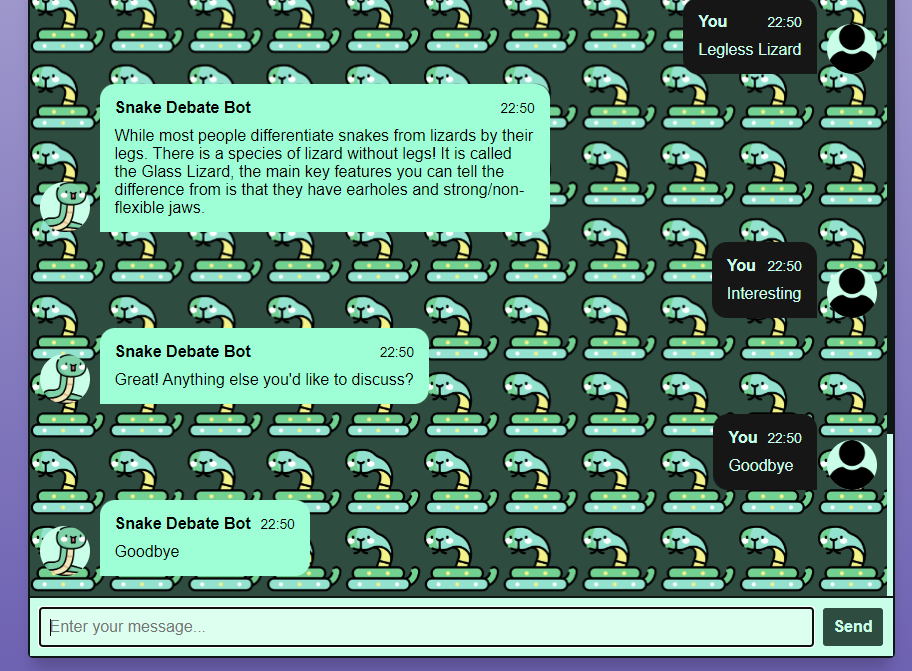 You 22:50
Legless Lizard
Snake Debate Bot 22:50
While most people differentiate snakes from lizards by their
legs. There is a species of lizard without legs! It is called
the Glass Lizard, the main key features you can tell the
difference from is that they have earholes and strong/non-
flexible jaws.
You 22:50
Interesting
Snake Debate Bot 22:50
Great! Anything else you'd like to discuss?
You 22:50
Goodbye
Snake Debate Bot 22:50
Goodbye
Enter your message... Send